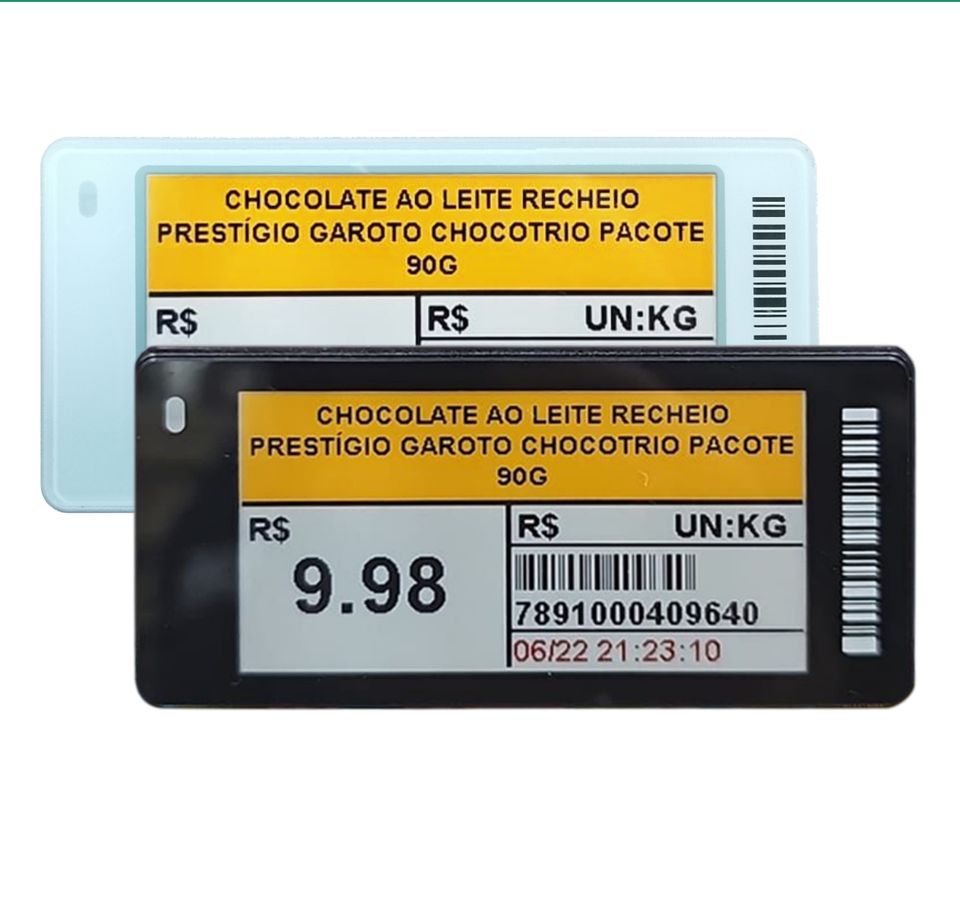 CHOCOLATE AO LEITE RECHEIO
PRESTÍGIO GAROTO CHOCOTRIO PACOTE
90G
R$
R$ UN:KG
CHOCOLATE AO LEITE RECHEIO
PRESTÍGIO GAROTO CHOCOTRIO PACOTE
90G
R$
9.98
R$ UN:KG
7891000409640
06/22 21:23:10